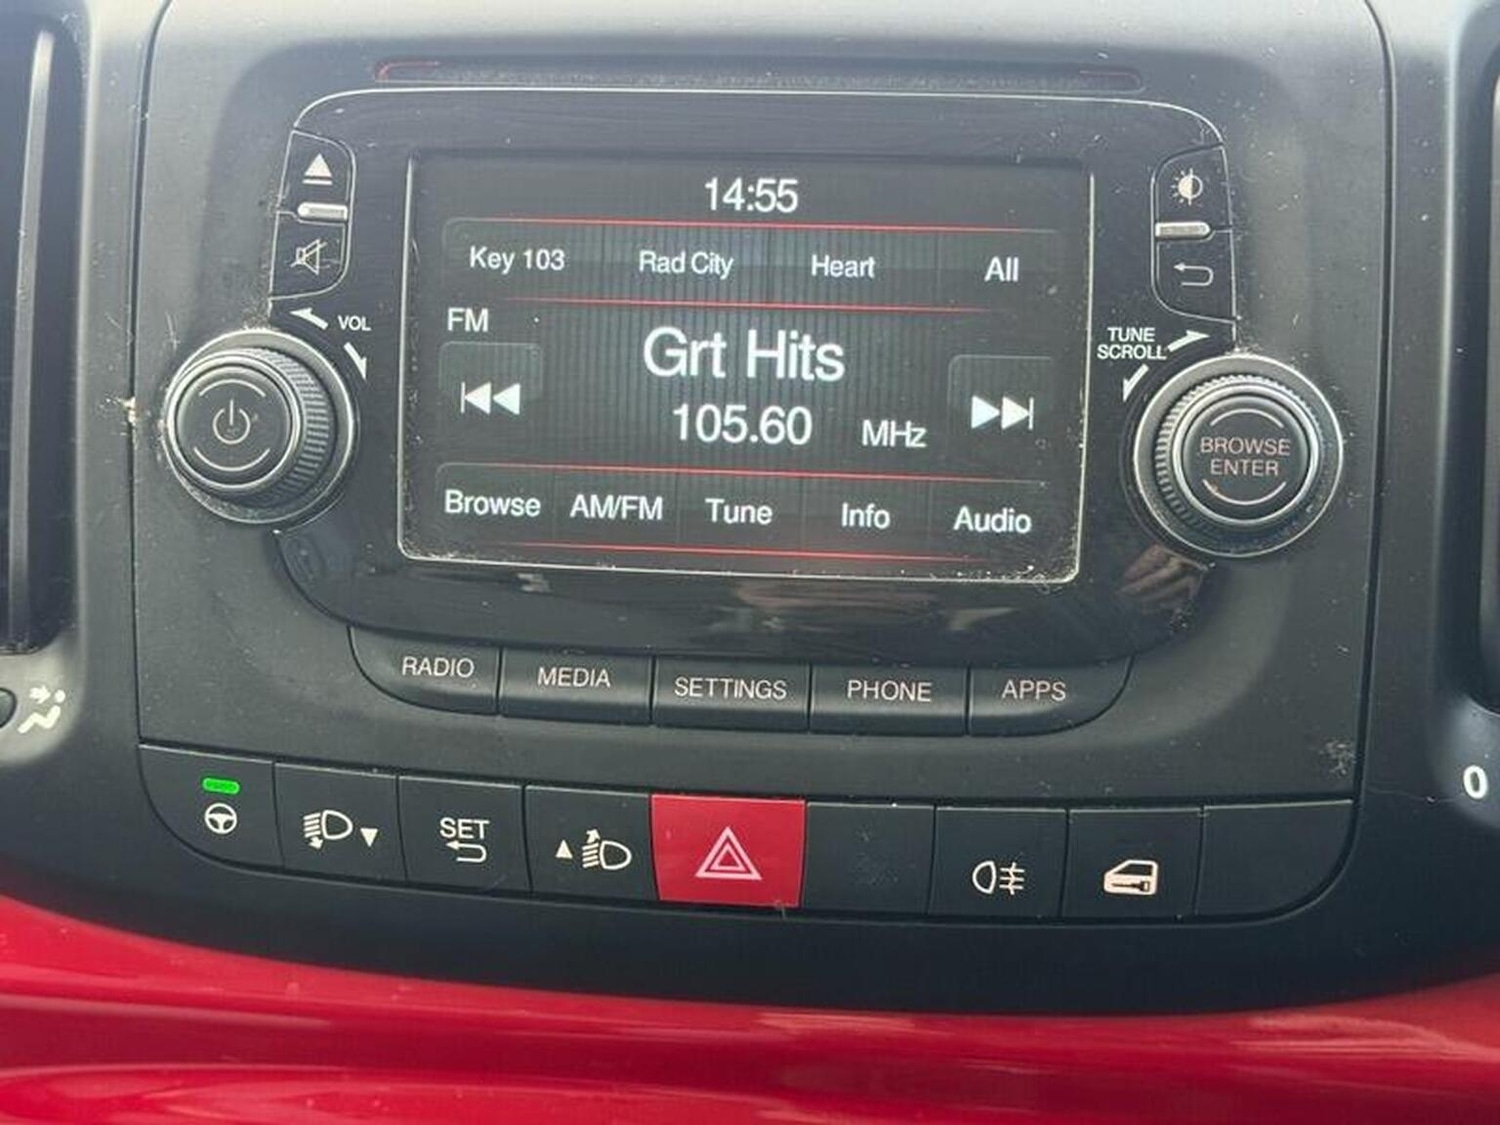 14:55
Key 103 Rad City Heart All
FM
VOL
Grt Hits
TUNE
SCROLL
105.60 MHz
BROWSE
ENTER
Browse AM/FM Tune Info Audio
RADIO MEDIA SETTINGS PHONE APPS
0
SET